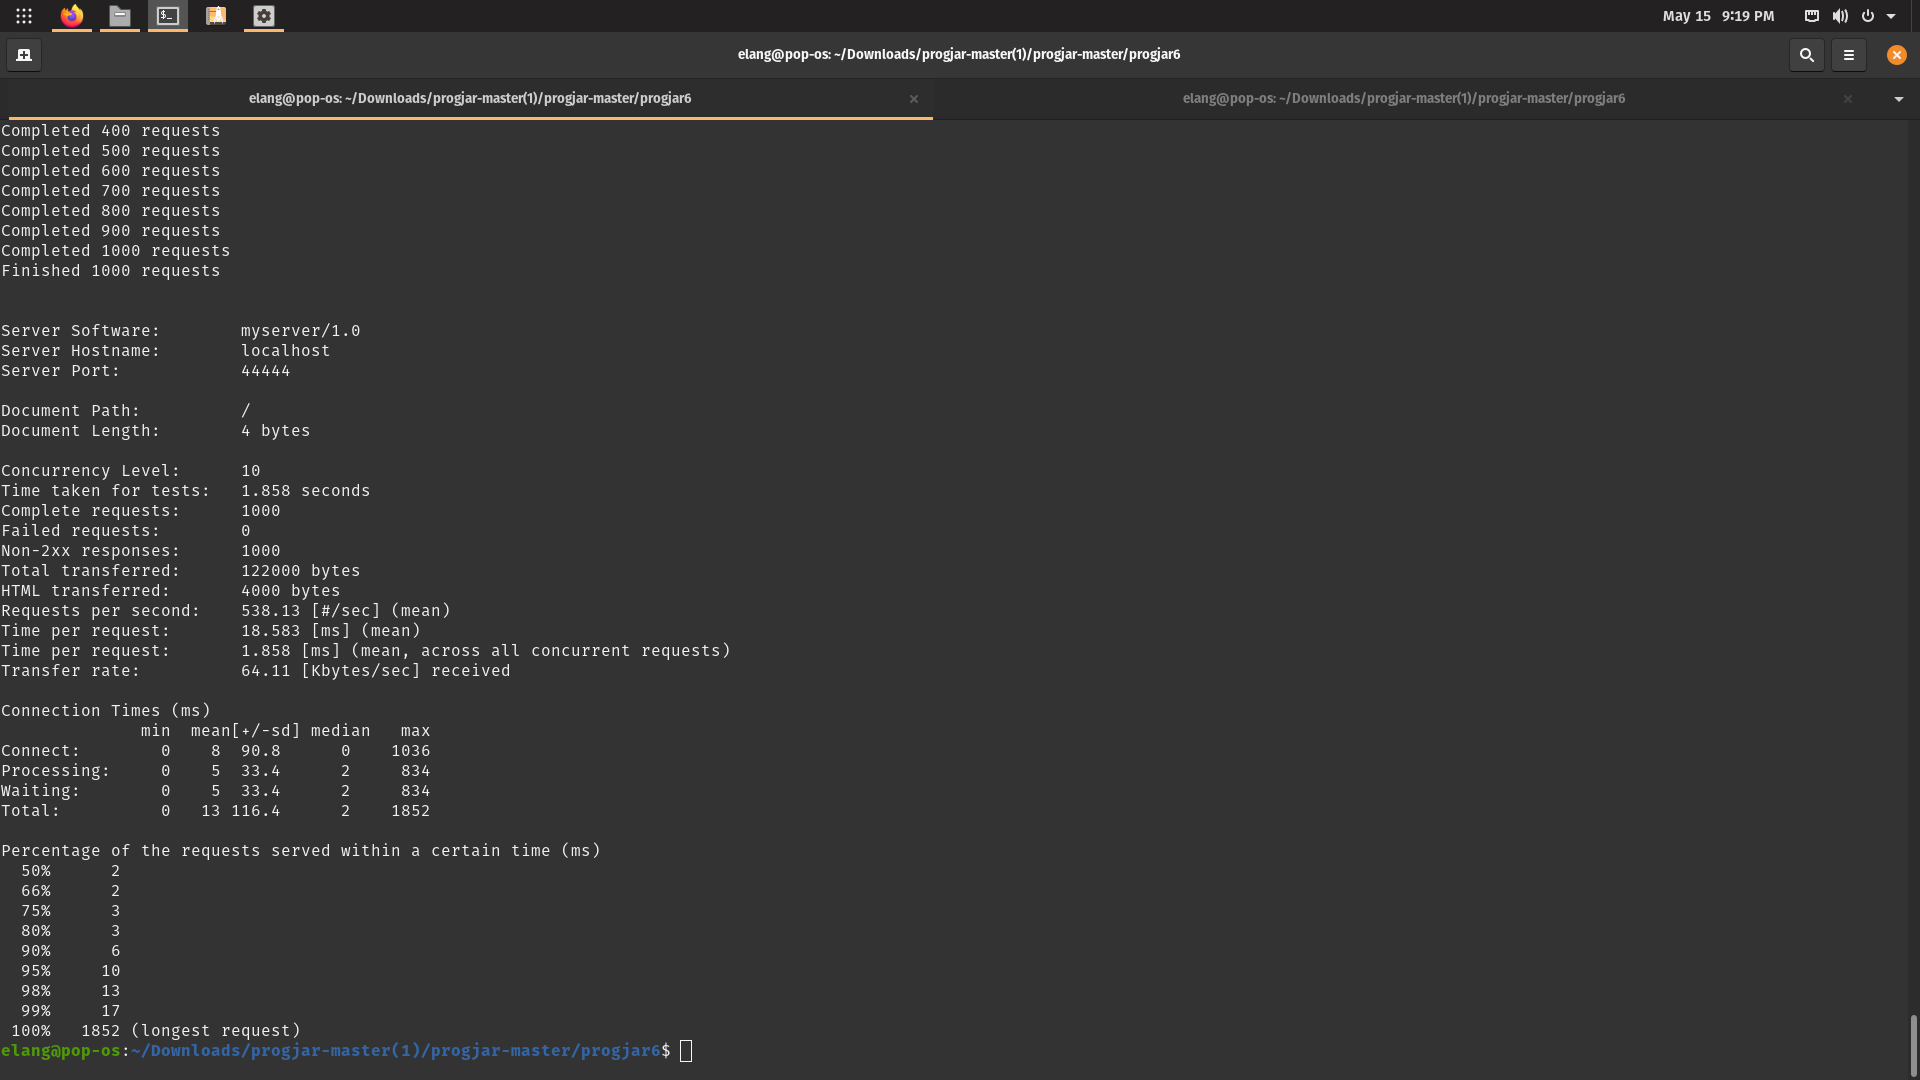 May 15 9:19 PM
elang@pop-os: ~/Downloads/progjar-master(1)/progjar-master/progjar6
elang@pop-os: ~/Downloads/progjar-master(1)/progjar-master/progjar6
elang@pop-os: ~/Downloads/progjar-master(1)/progjar-master/progjar6
Completed 400 requests
Completed 500 requests
Completed 600 requests
Completed 700 requests
Completed 800 requests
Completed 900 requests
Completed 1000 requests
Finished 1000 requests
Server Software:        myserver/1.0
Server Hostname:        localhost
Server Port:            44444
Document Path:          /
Document Length:        4 bytes
Concurrency Level:      10
Time taken for tests:   1.858 seconds
Complete requests:      1000
Failed requests:        0
Non-2xx responses:      1000
Total transferred:      122000 bytes
HTML transferred:       4000 bytes
Requests per second:    538.13 [#/sec] (mean)
Time per request:       18.583 [ms] (mean)
Time per request:       1.858 [ms] (mean, across all concurrent requests)
Transfer rate:          64.11 [Kbytes/sec] received
Connection Times (ms)
              min  mean[+/-sd] median   max
Connect:        0    8  90.8      0    1036
Processing:     0    5  33.4      2     834
Waiting:        0    5  33.4      2     834
Total:          0   13 116.4      2    1852
Percentage of the requests served within a certain time (ms)
  50%      2
  66%      2
  75%      3
  80%      3
  90%      6
  95%     10
  98%     13
  99%     17
 100%   1852 (longest request)
elang@pop-os:~/Downloads/progjar-master(1)/progjar-master/progjar6$